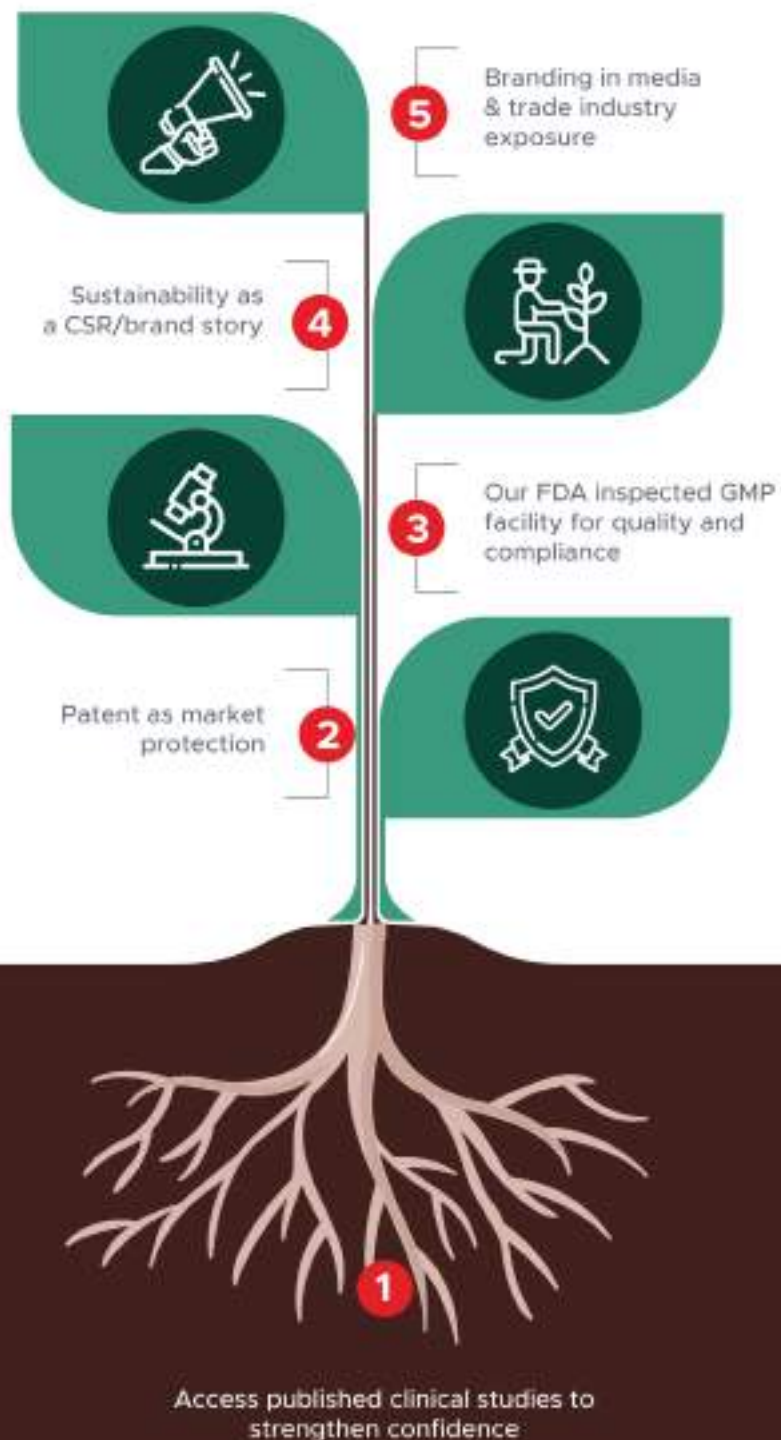 5
Branding in media
& trade industry
exposure
Sustainability as
a CSR/brand story
4
3
Our FDA inspected GMP
facility for quality and
compliance
Patent as market
protection
2
1
Access published clinical studies to
strengthen confidence